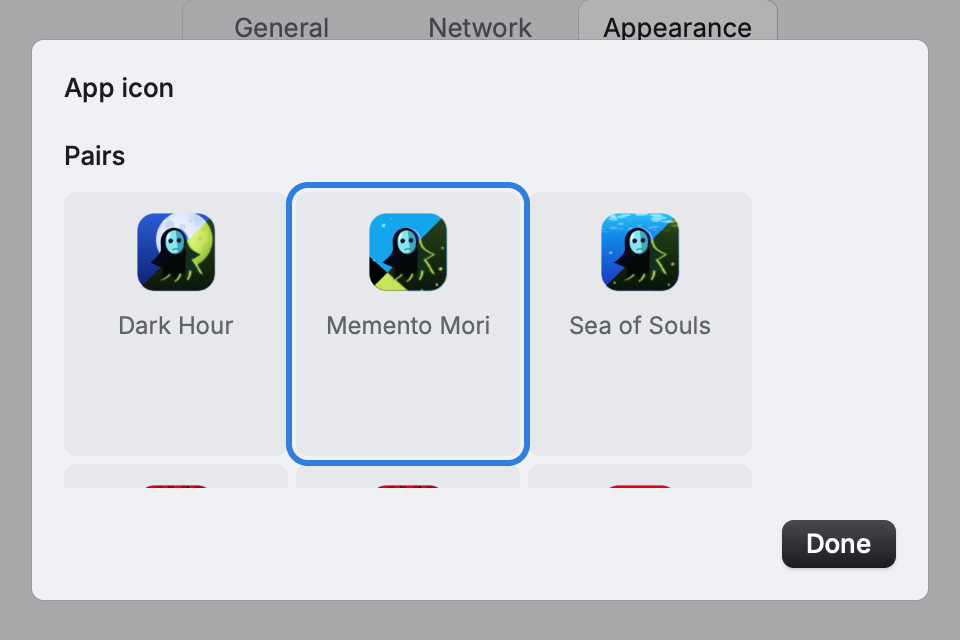 General Network Appearance
App icon
Pairs
Dark Hour Memento Mori Sea of Souls
Done